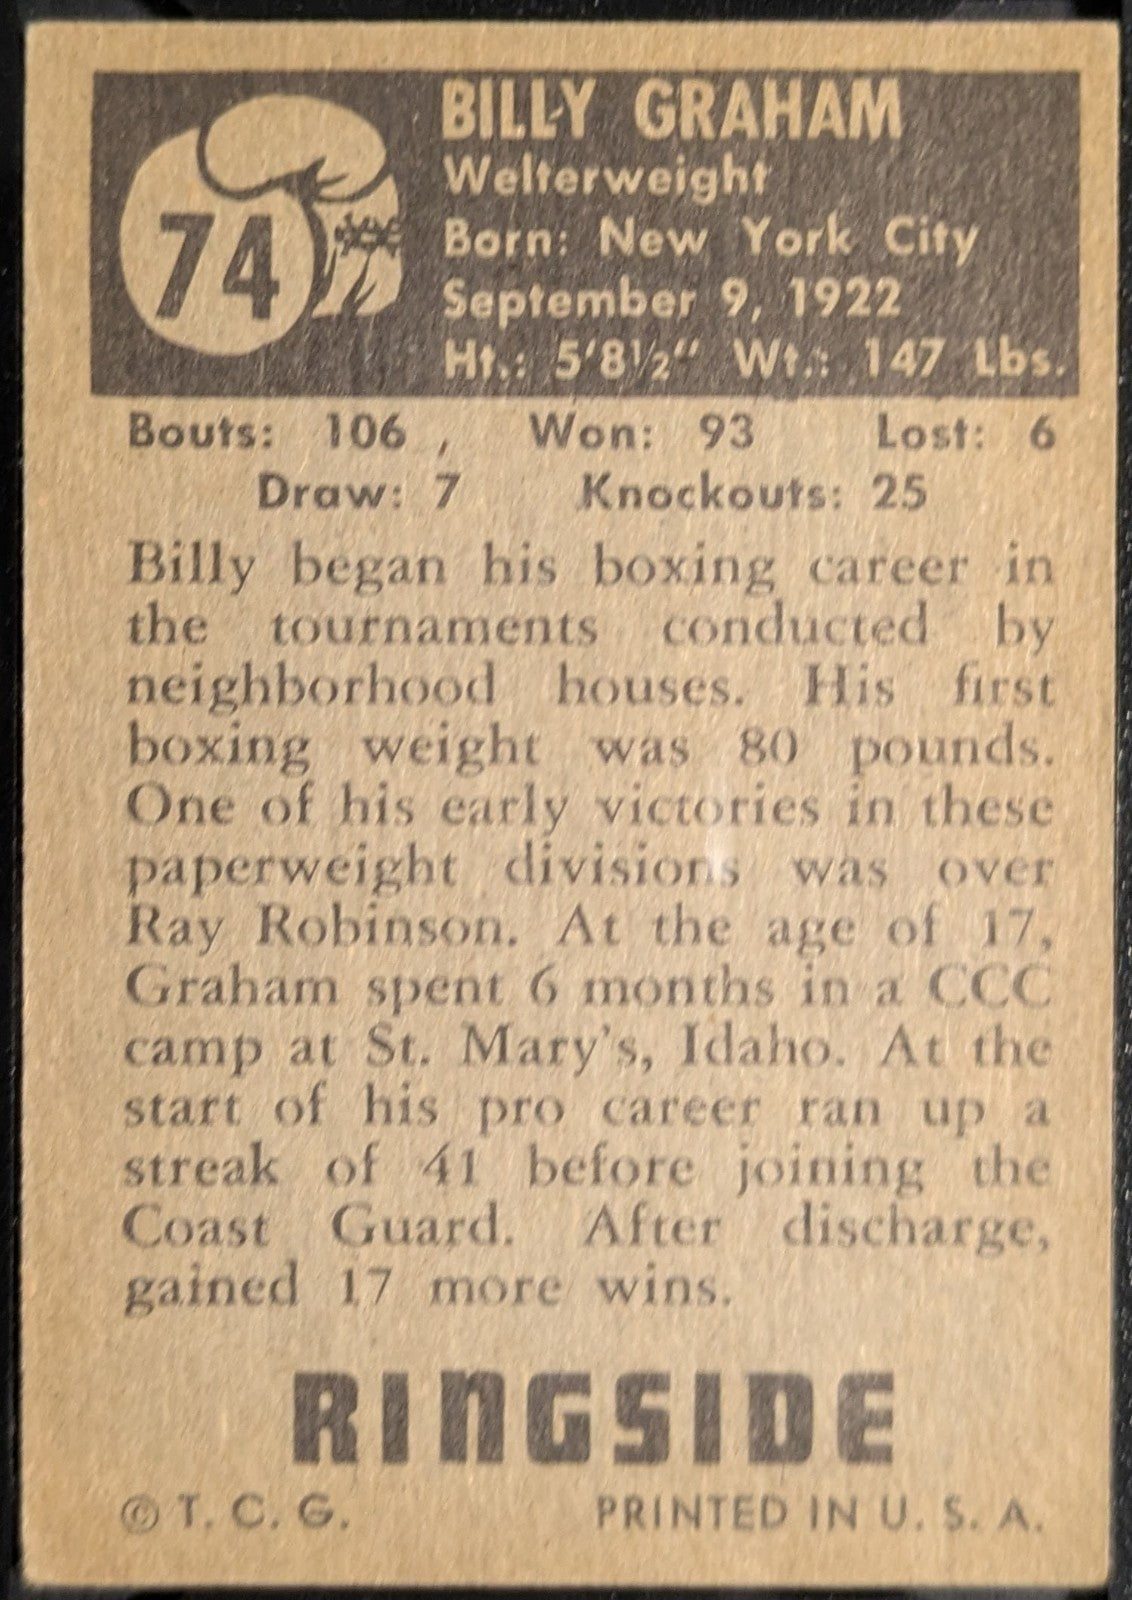 74
BILLY GRAHAM
Welterweight
Born: New York City
September 9, 1922
Ht.: 5'8½" Wt.: 147 Lbs.
Bouts: 106 , Won: 93 Lost: 6
Draw: 7 Knockouts: 25
Billy began his boxing career in
the tournaments conducted by
neighborhood houses. His first
boxing weight was 80 pounds.
One of his early victories in these
paperweight divisions was over
Ray Robinson. At the age of 17,
Graham spent 6 months in a CCC
camp at St. Mary's, Idaho. At the
start of his pro career ran up a
streak of 41 before joining the
Coast Guard. After discharge,
gained 17 more wins.
RINGSIDE
© T. C. G. PRINTED IN U. S. A.